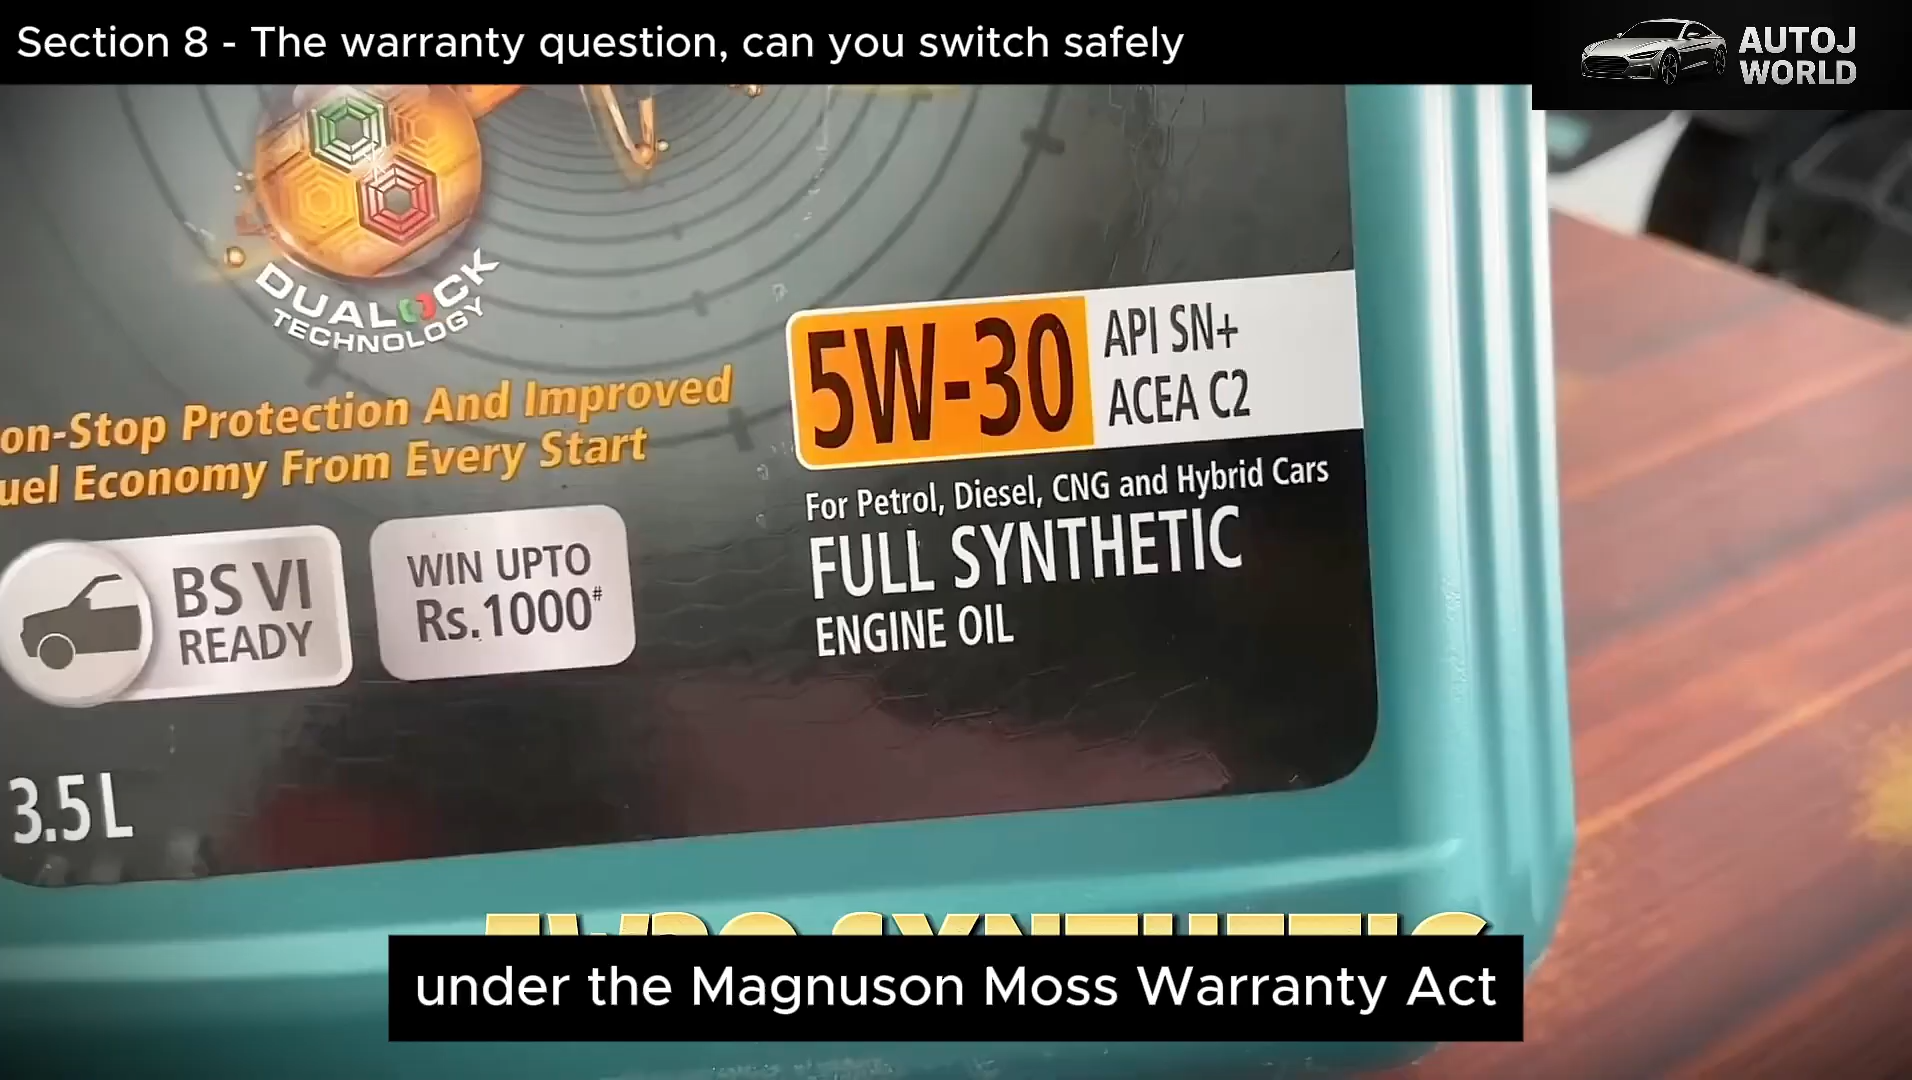 Section 8 - The warranty question, can you switch safely
AUTOJ
WORLD
DUALOCK
TECHNOLOGY
on-Stop Protection And Improved
uel Economy From Every Start
5W-30
API SN+
ACEA C2
For Petrol, Diesel, CNG and Hybrid Cars
FULL SYNTHETIC
ENGINE OIL
BS VI
READY
WIN UPTO
Rs.1000#
3.5L
under the Magnuson Moss Warranty Act